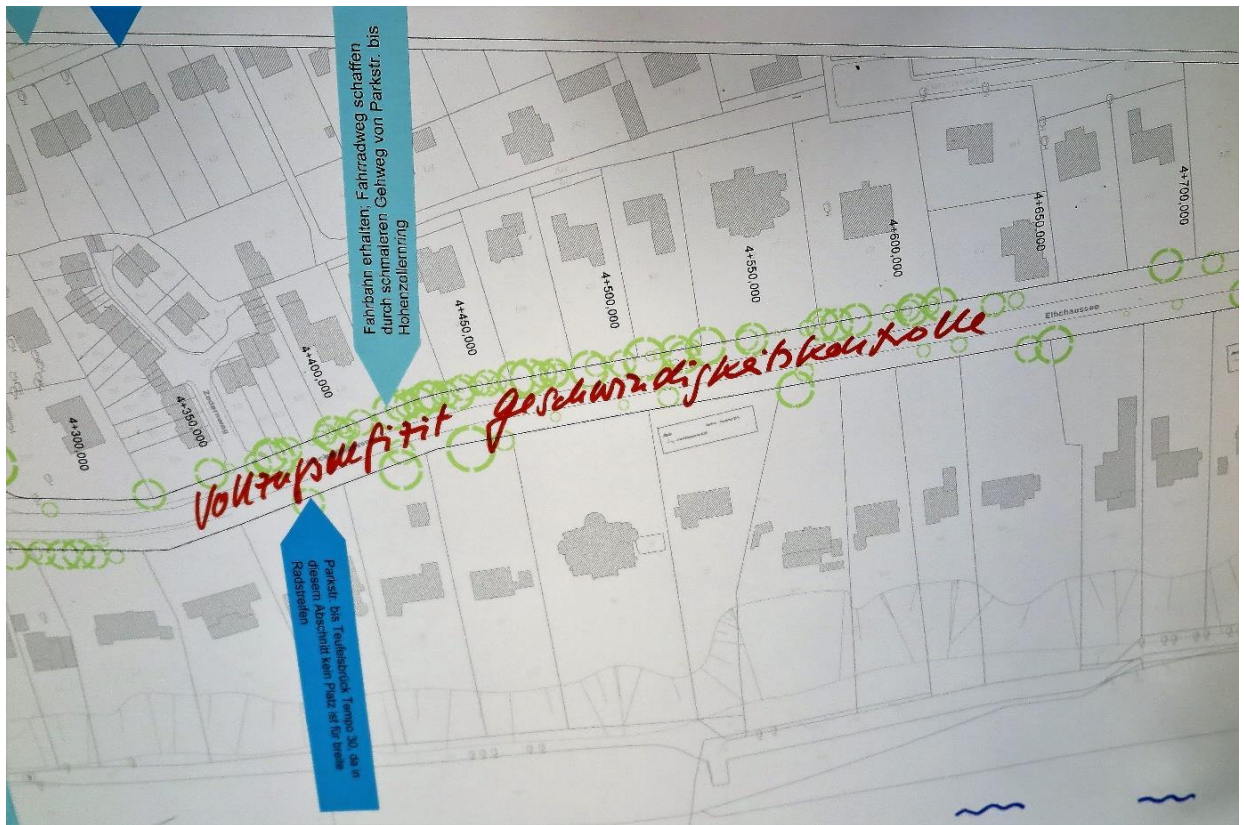 Fahrbahn erhalten; Fahrradweg schaffen
durch schmaleren Gehweg von Parkstr. bis
Hohenzollernring
4+300,000
4+350,000
4+400,000
4+450,000
4+500,000
4+550,000
4+600,000
4+650,000
4+700,000
Zedernweg
Elbchaussee
Vollzugsdefizit Geschwindigkeitskontrolle
Parkstr. bis Teufelsbrück Tempo 30, da in
diesem Abschnitt kein Platz ist für breite
Radstreifen